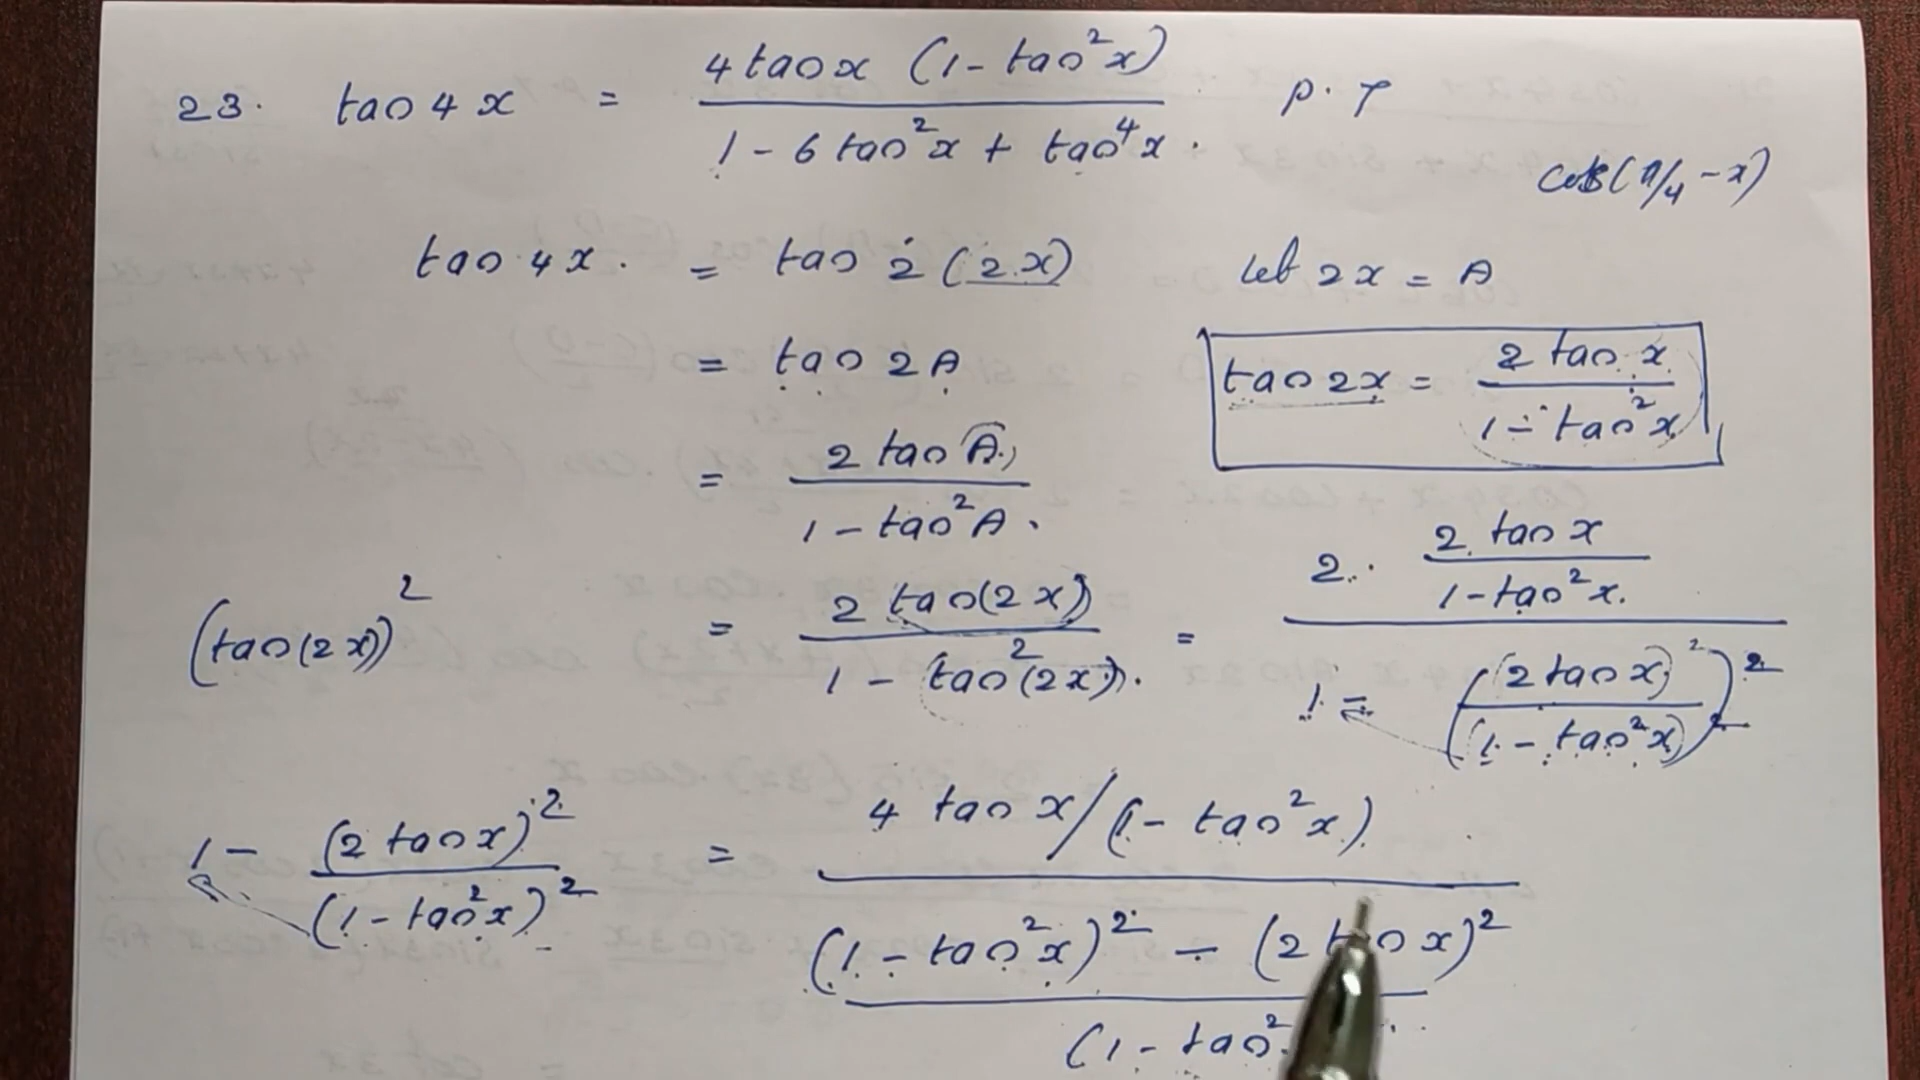 23. tan 4x = 4 tan x (1 - tan²x) / 1 - 6 tan²x + tan⁴x. P.T
(π/4 - x)
tan 4x. = tan 2 (2x) let 2x = A
= tan 2A
tan 2x = 2 tan x / 1 - tan²x
= 2 tan A / 1 - tan²A.
(tan(2x))² = 2 tan(2x) / 1 - tan²(2x). = 2. 2 tan x / 1 - tan²x. / 1 - ((2 tan x)² / (1 - tan²x)²)²
1 - (2 tan x)² / (1 - tan²x)² = 4 tan x / (1 - tan²x)
(1 - tan²x)² - (2 tan x)²
(1 - tan²